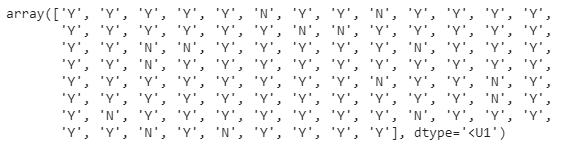 array(['Y', 'Y', 'Y', 'Y', 'Y', 'N', 'Y', 'Y', 'N', 'Y', 'Y', 'Y', 'Y',
'Y', 'Y', 'Y', 'Y', 'Y', 'Y', 'N', 'N', 'Y', 'Y', 'Y', 'Y', 'Y',
'Y', 'Y', 'N', 'N', 'Y', 'Y', 'Y', 'Y', 'Y', 'N', 'Y', 'Y', 'Y',
'Y', 'Y', 'N', 'Y', 'Y', 'Y', 'Y', 'Y', 'Y', 'Y', 'Y', 'Y', 'Y',
'Y', 'Y', 'Y', 'Y', 'Y', 'Y', 'Y', 'Y', 'N', 'Y', 'Y', 'N', 'Y',
'Y', 'Y', 'Y', 'Y', 'Y', 'Y', 'Y', 'Y', 'Y', 'Y', 'Y', 'N', 'Y',
'Y', 'N', 'Y', 'Y', 'Y', 'Y', 'Y', 'Y', 'Y', 'N', 'Y', 'Y', 'Y',
'Y', 'Y', 'N', 'Y', 'N', 'Y', 'Y', 'Y', 'Y'], dtype='<U1')